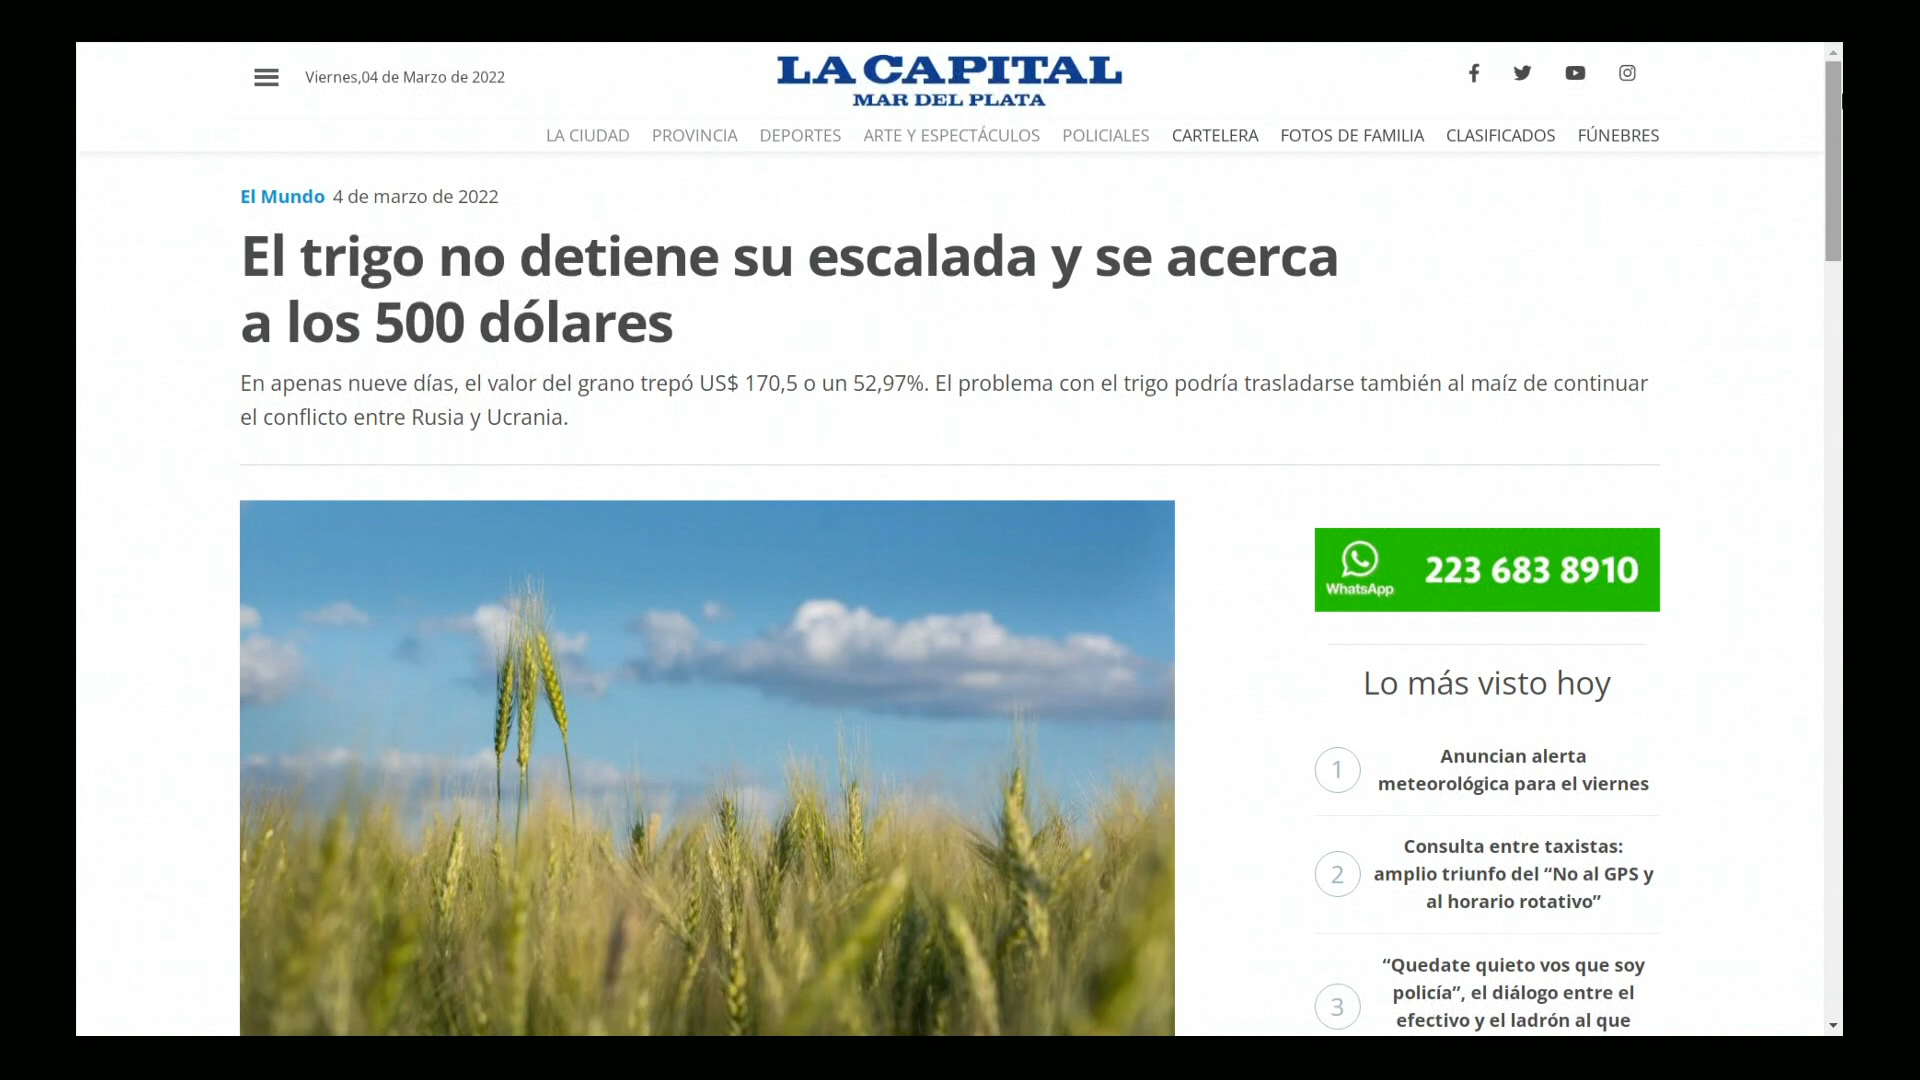 Viernes,04 de Marzo de 2022
LA CAPITAL
MAR DEL PLATA
LA CIUDAD PROVINCIA DEPORTES ARTE Y ESPECTÁCULOS POLICIALES CARTELERA FOTOS DE FAMILIA CLASIFICADOS FÚNEBRES
El Mundo 4 de marzo de 2022
El trigo no detiene su escalada y se acerca
a los 500 dólares
En apenas nueve días, el valor del grano trepó US$ 170,5 o un 52,97%. El problema con el trigo podría trasladarse también al maíz de continuar
el conflicto entre Rusia y Ucrania.
WhatsApp 223 683 8910
Lo más visto hoy
1 Anuncian alerta
meteorológica para el viernes
2 Consulta entre taxistas:
amplio triunfo del “No al GPS y
al horario rotativo”
3 “Quedate quieto vos que soy
policía”, el diálogo entre el
efectivo y el ladrón al que